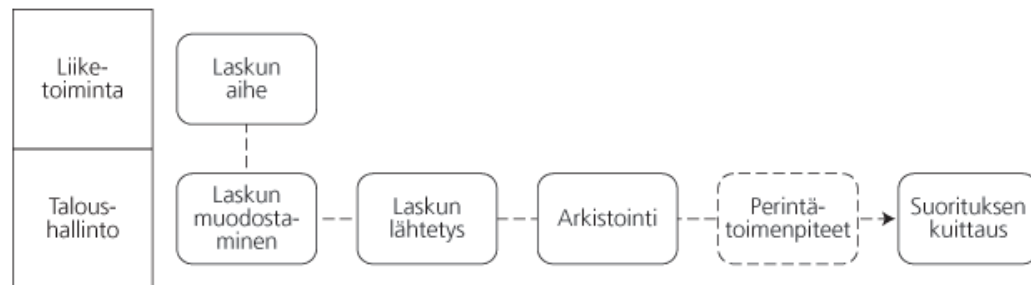 Liike-
toiminta
Laskun
aihe
Talous-
hallinto
Laskun
muodosta-
minen
Laskun
lähtetys
Arkistointi
Perintä-
toimenpiteet
Suorituksen
kuittaus